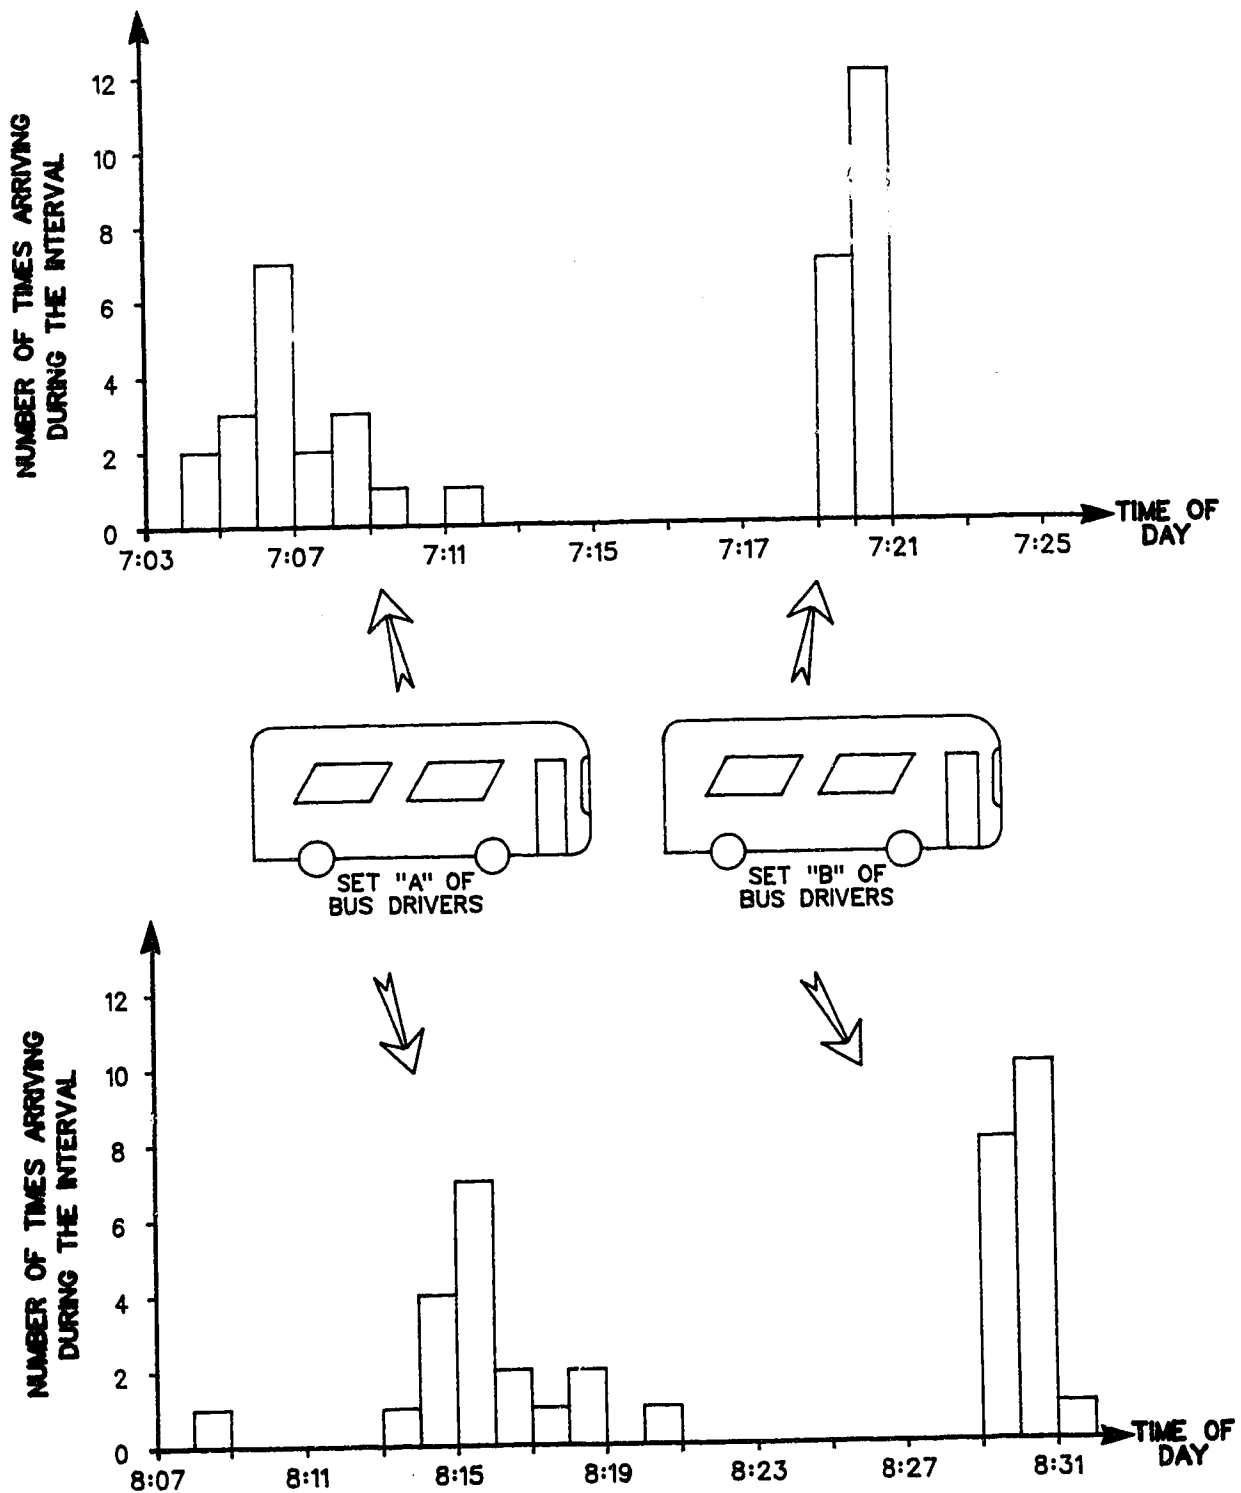 NUMBER OF TIMES ARRIVING
DURING THE INTERVAL
12
10
8
6
4
2
0
7:03 7:07 7:11 7:15 7:17 7:21 7:25
TIME OF
DAY
SET "A" OF
BUS DRIVERS
SET "B" OF
BUS DRIVERS
NUMBER OF TIMES ARRIVING
DURING THE INTERVAL
12
10
8
6
4
2
0
8:07 8:11 8:15 8:19 8:23 8:27 8:31
TIME OF
DAY